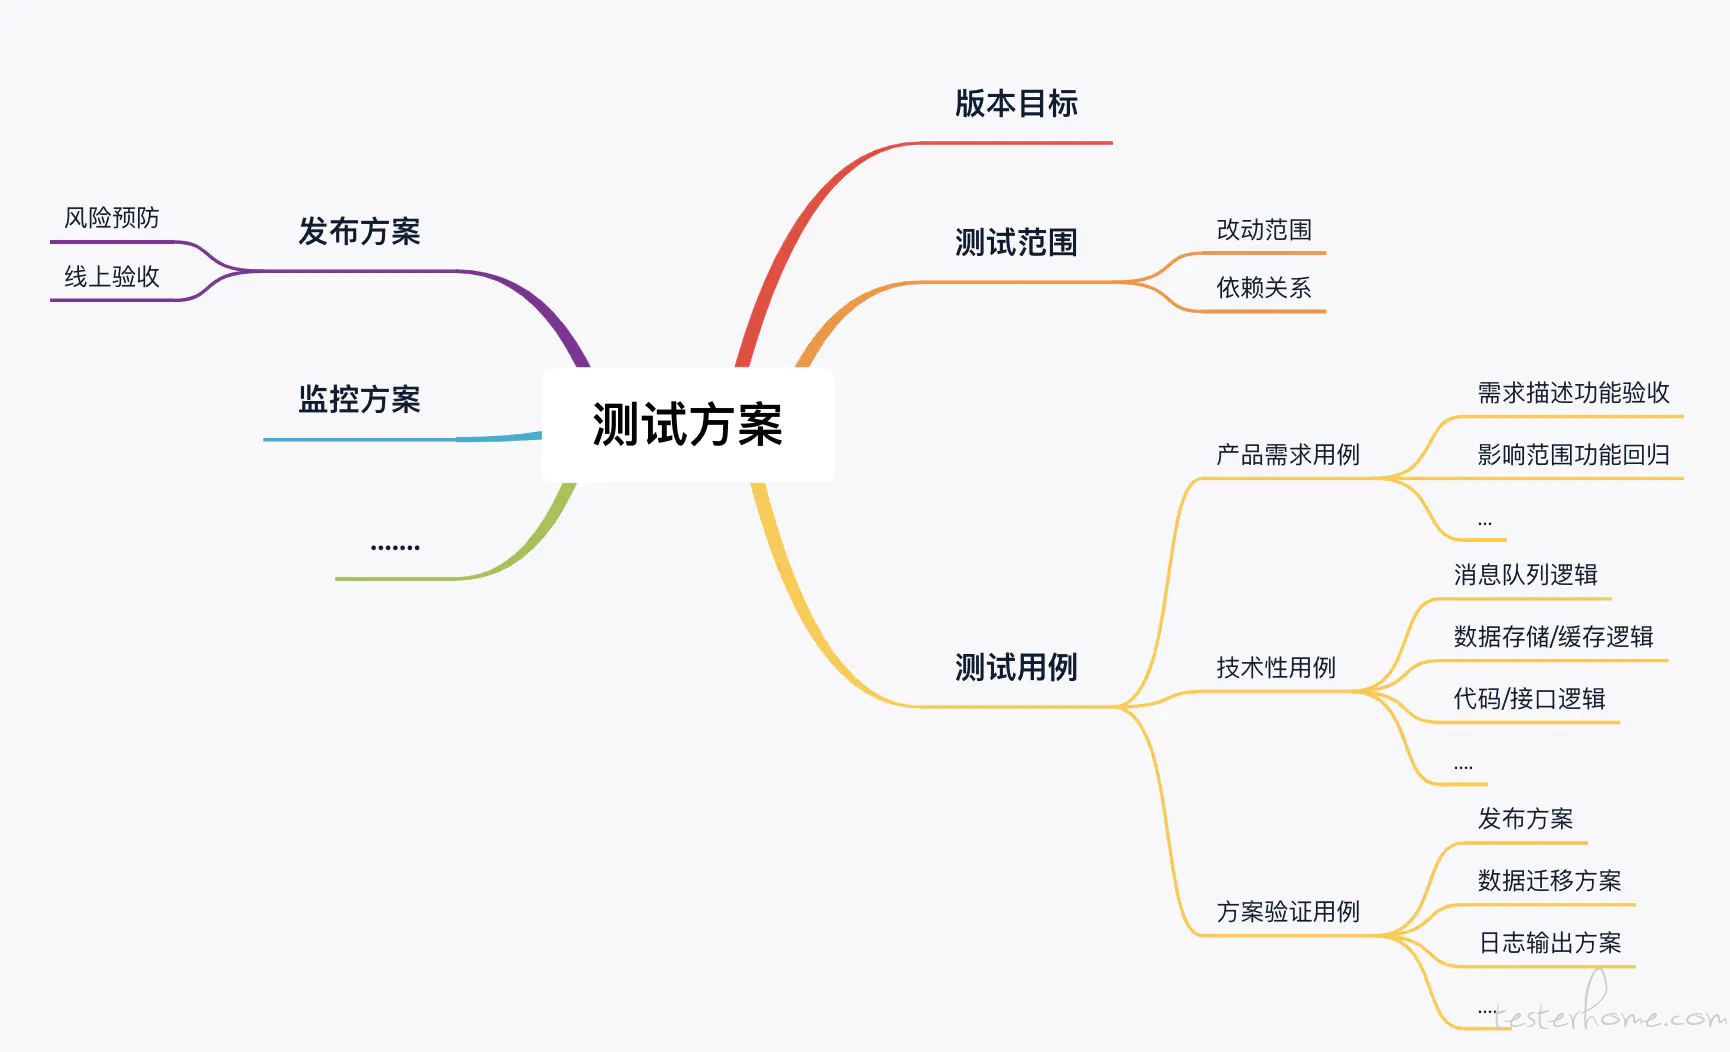 测试方案
版本目标
测试范围
改动范围
依赖关系
测试用例
产品需求用例
需求描述功能验收
影响范围功能回归
...
技术性用例
消息队列逻辑
数据存储/缓存逻辑
代码/接口逻辑
....
方案验证用例
发布方案
数据迁移方案
日志输出方案
....
发布方案
风险预防
线上验收
监控方案
.......
testerhome.com